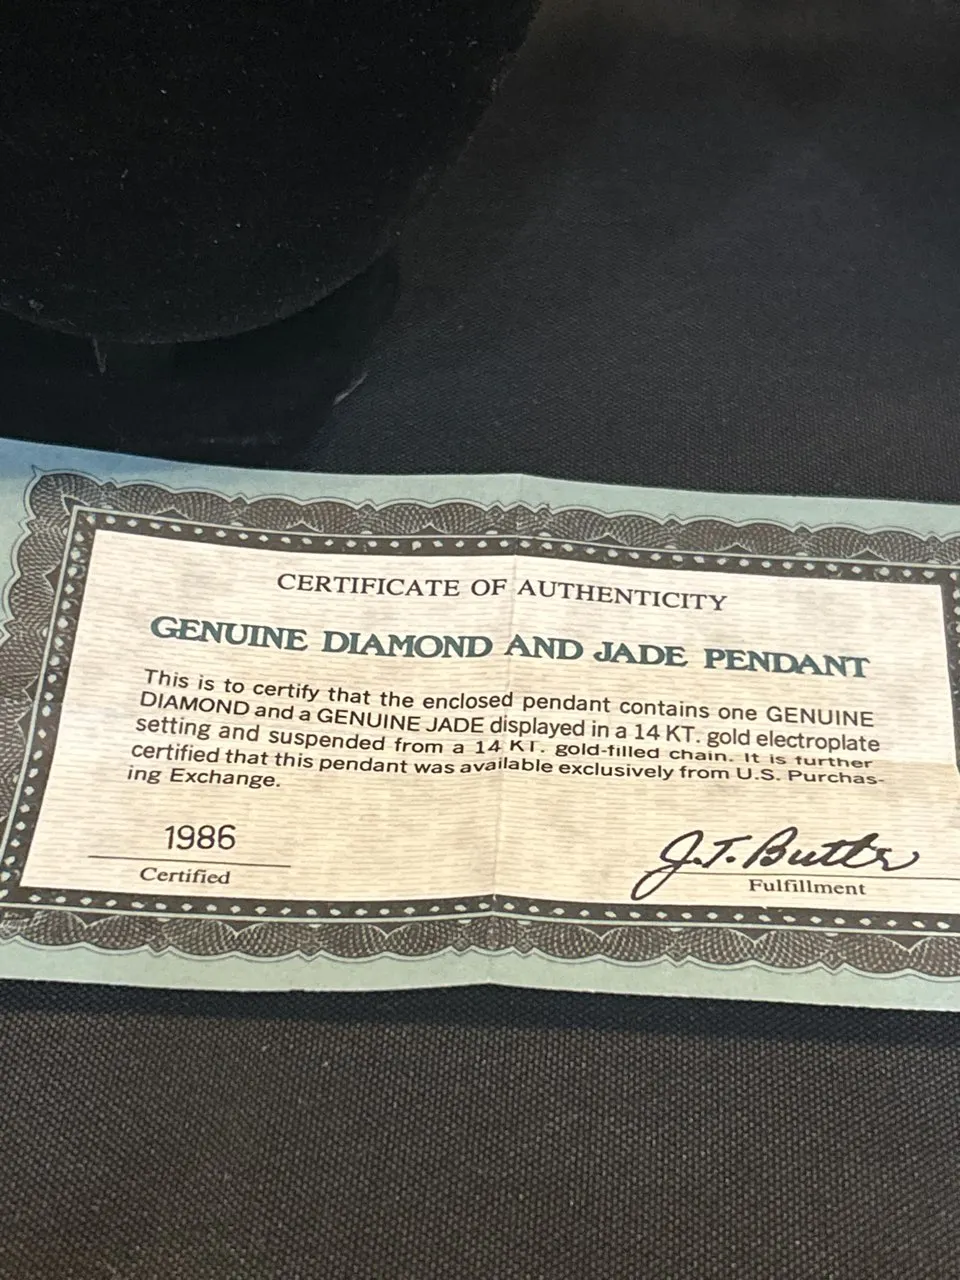 CERTIFICATE OF AUTHENTICITY
GENUINE DIAMOND AND JADE PENDANT
This is to certify that the enclosed pendant contains one GENUINE
DIAMOND and a GENUINE JADE displayed in a 14 KT. gold electroplate
setting and suspended from a 14 KT. gold-filled chain. It is further
certified that this pendant was available exclusively from U.S. Purchas-
ing Exchange.
1986
Certified
J.T. Butler
Fulfillment